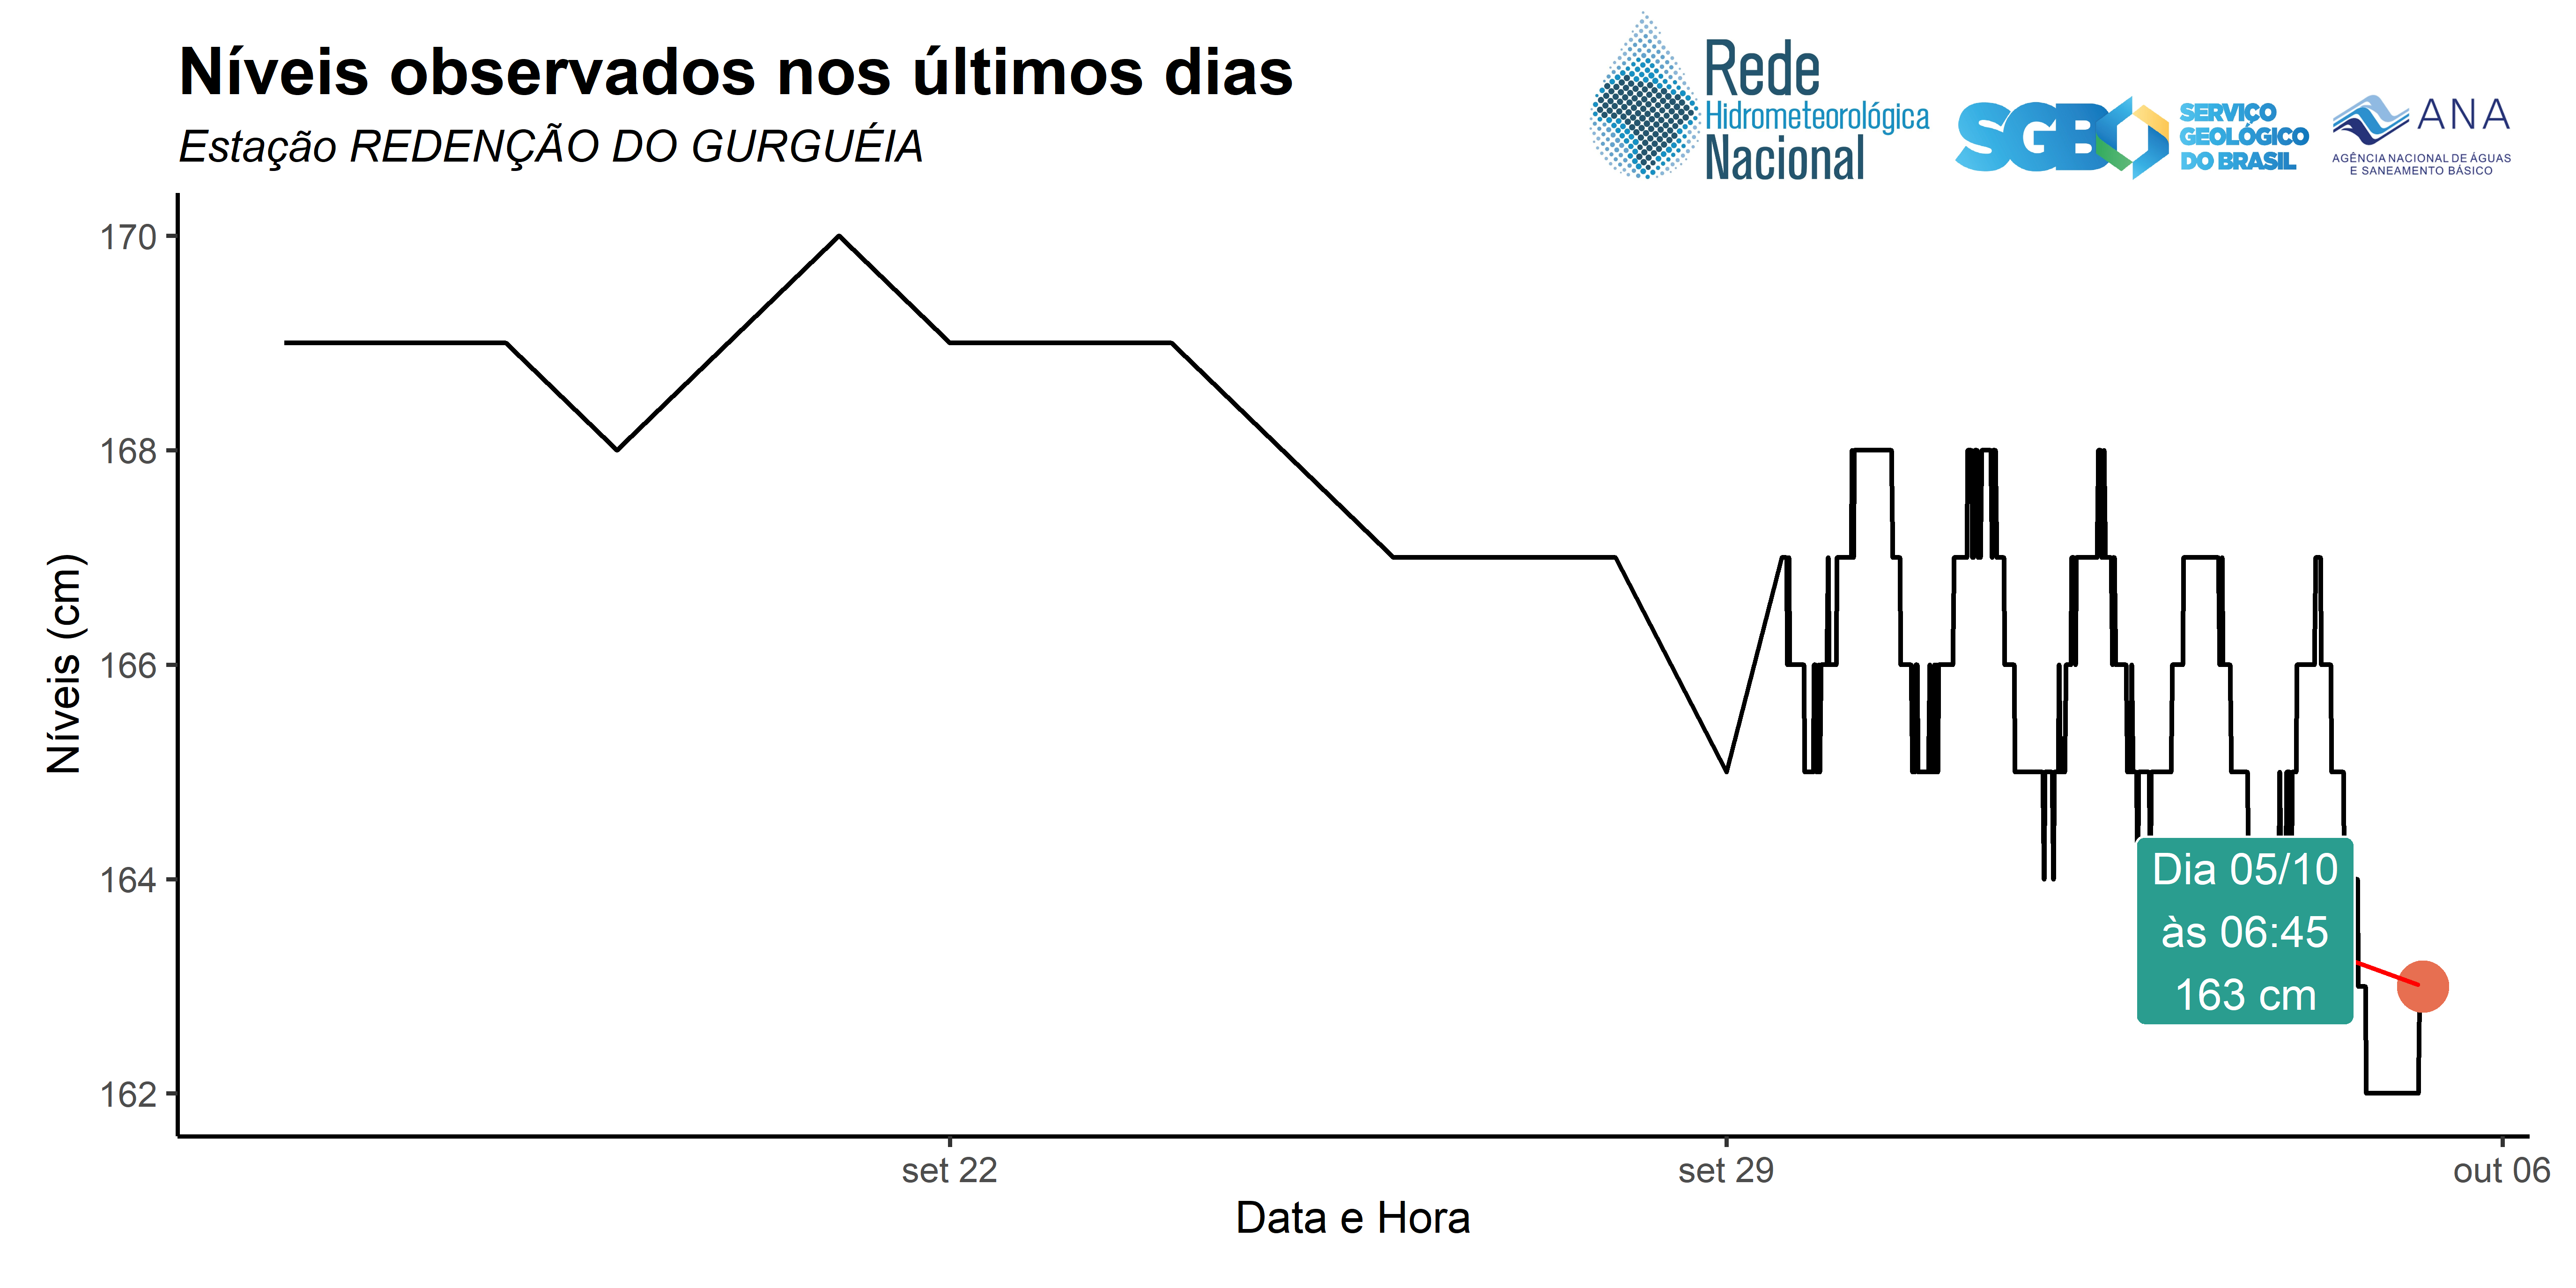 Níveis observados nos últimos dias
Estação REDENÇÃO DO GURGUÉIA
Rede
Hidrometeorológica
Nacional
SGB
SERVIÇO
GEOLÓGICO
DO BRASIL
ANA
AGÊNCIA NACIONAL DE ÁGUAS
E SANEAMENTO BÁSICO
170
168
166
164
162
Níveis (cm)
Dia 05/10
às 06:45
163 cm
set 22
set 29
out 06
Data e Hora